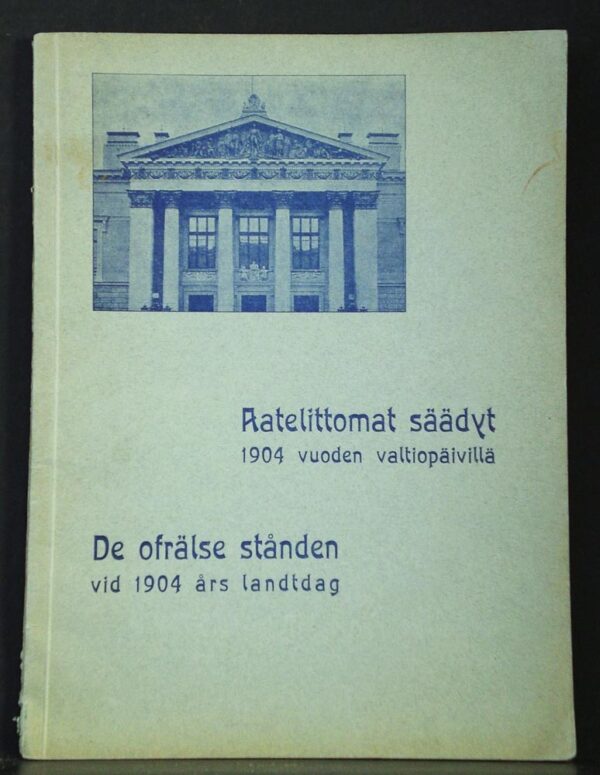 Aatelittomat säädyt
1904 vuoden valtiopäivillä
De ofrälse stånden
vid 1904 års landtdag